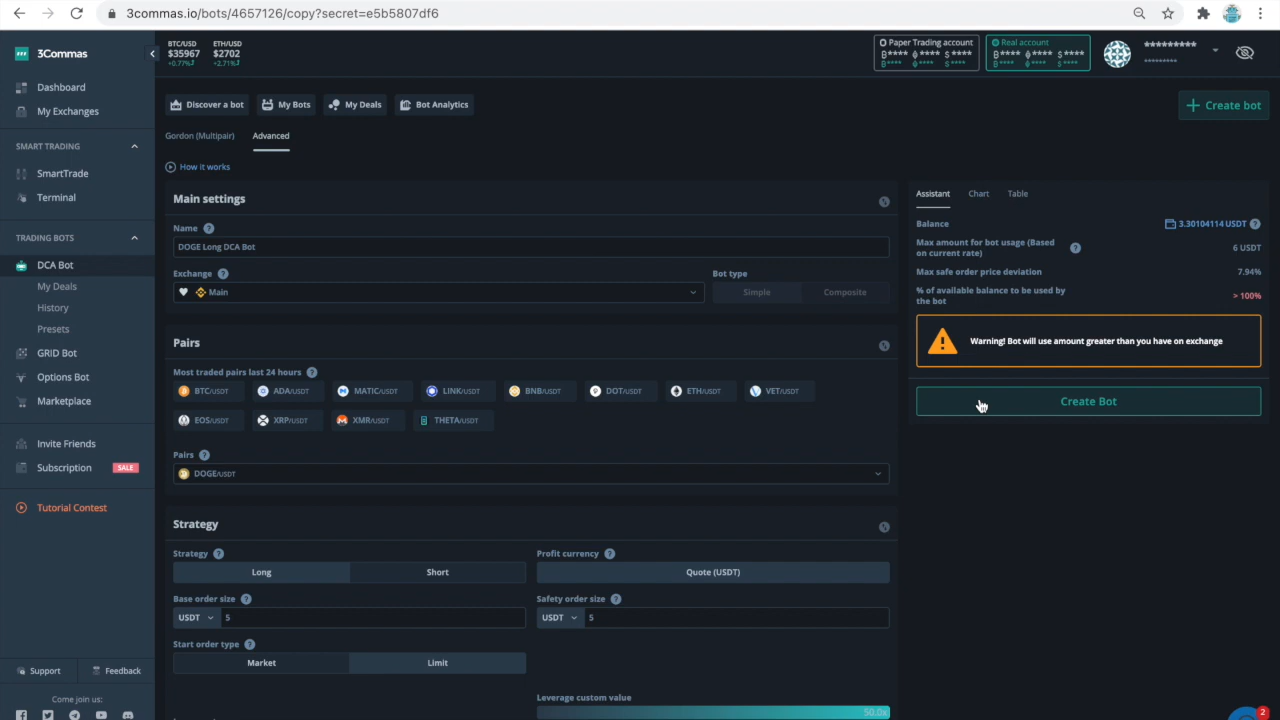 3commas.io/bots/4657126/copy?secret=e5b5807df6
3Commas
BTC/USD
$35967
+0,77%
ETH/USD
$2702
+2,71%
Paper Trading account
₿**** ⟠**** $****
₿**** ⟠**** $****
Real account
₿**** ⟠**** $****
₿**** ⟠**** $****
*********
*********
Dashboard
My Exchanges
SMART TRADING
SmartTrade
Terminal
TRADING BOTS
DCA Bot
My Deals
History
Presets
GRID Bot
Options Bot
Marketplace
Invite Friends
Subscription SALE
Tutorial Contest
Support Feedback
Come join us:
Discover a bot My Bots My Deals Bot Analytics
Create bot
Gordon (Multipair) Advanced
How it works
Main settings
Name
DOGE Long DCA Bot
Exchange Bot type
Main Simple Composite
Pairs
Most traded pairs last 24 hours
BTC/USDT ADA/USDT MATIC/USDT LINK/USDT BNB/USDT DOT/USDT ETH/USDT VET/USDT
EOS/USDT XRP/USDT XMR/USDT THETA/USDT
Pairs
DOGE/USDT
Strategy
Strategy Profit currency
Long Short Quote (USDT)
Base order size Safety order size
USDT 5 USDT 5
Start order type
Market Limit
Leverage custom value
50.0x
Assistant Chart Table
Balance 3.30104114 USDT
Max amount for bot usage (Based
on current rate) 6 USDT
Max safe order price deviation 7.94%
% of available balance to be used by
the bot > 100%
Warning! Bot will use amount greater than you have on exchange
Create Bot
2